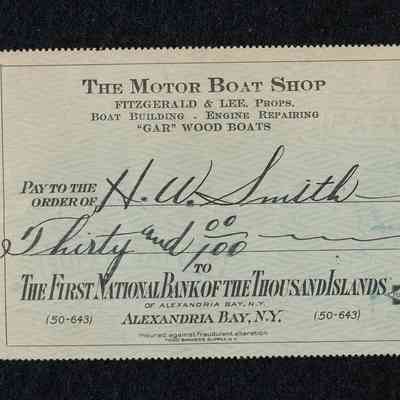 THE MOTOR BOAT SHOP
FITZGERALD & LEE, PROPS.
BOAT BUILDING - ENGINE REPAIRING
"GAR" WOOD BOATS
PAY TO THE
ORDER OF H. W. Smith
Thirty and 00/100
TO
THE FIRST NATIONAL BANK OF THE THOUSAND ISLANDS
OF ALEXANDRIA BAY, N.Y.
(50-643) ALEXANDRIA BAY, N.Y. (50-643)
Insured against fraudulent alteration